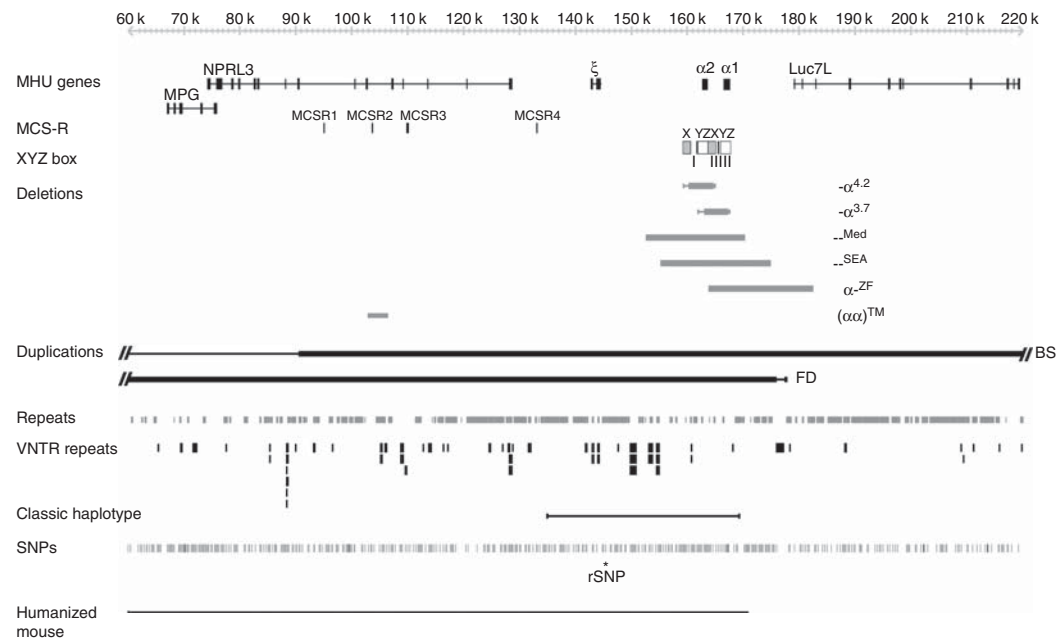 60 k 70 k 80 k 90 k 100 k 110 k 120 k 130 k 140 k 150 k 160 k 170 k 180 k 190 k 200 k 210 k 220 k
MHU genes
NPRL3
ξ
α2 α1
Luc7L
MPG
MCS-R
MCSR1 MCSR2 MCSR3 MCSR4
X YZXYZ
XYZ box
I IIIII
Deletions
-α4.2
-α3.7
--Med
--SEA
α-ZF
(αα)TM
Duplications
BS
FD
Repeats
VNTR repeats
Classic haplotype
SNPs
*
rSNP
Humanized
mouse